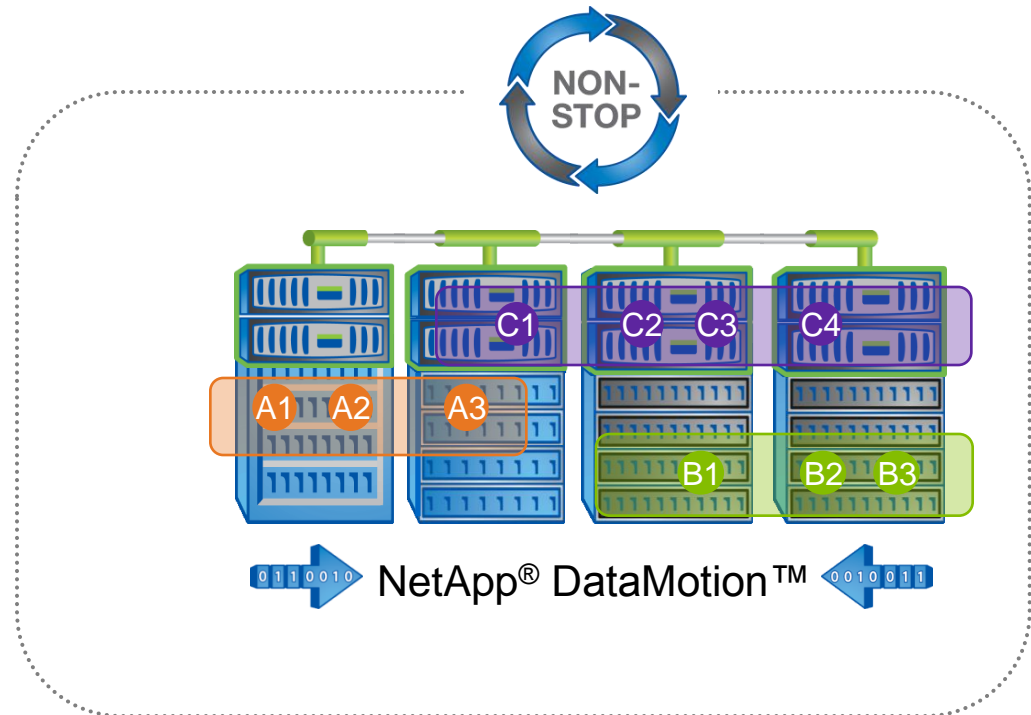 NON-
STOP
C1 C2 C3 C4
A1 A2 A3
B1 B2 B3
0110010 NetApp® DataMotion™ 0010011